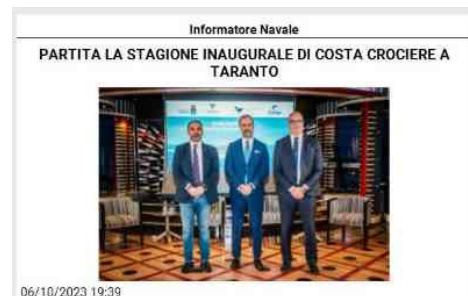 Informatore Navale
PARTITA LA STAGIONE INAUGURALE DI COSTA CROCIERE A
TARANTO
06/10/2023 19:39